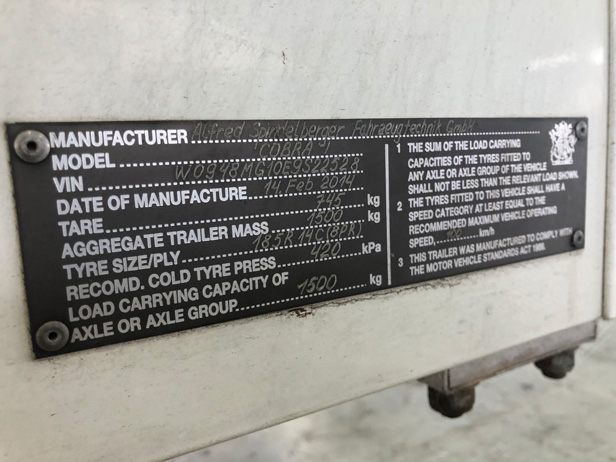 MANUFACTURER Alfred Spindelberger Fahrzeugtechnik GmbH
MODEL COBRA
VIN
DATE OF MANUFACTURE 14. Feb 2014
TARE 745 kg
AGGREGATE TRAILER MASS 1500 kg
TYRE SIZE/PLY 185R14C (8PR)
RECOMD. COLD TYRE PRESS. 420 kPa
LOAD CARRYING CAPACITY OF
AXLE OR AXLE GROUP 1500 kg
1 THE SUM OF THE LOAD CARRYING
CAPACITIES OF THE TYRES FITTED TO
ANY AXLE OR AXLE GROUP OF THE VEHICLE
SHALL NOT BE LESS THAN THE RELEVANT LOAD SHOWN.
2 THE TYRES FITTED TO THIS VEHICLE SHALL HAVE A
SPEED CATEGORY AT LEAST EQUAL TO THE
RECOMMENDED MAXIMUM VEHICLE OPERATING
SPEED, 100 km/h
3 THIS TRAILER WAS MANUFACTURED TO COMPLY WITH
THE MOTOR VEHICLE STANDARDS ACT 1989.